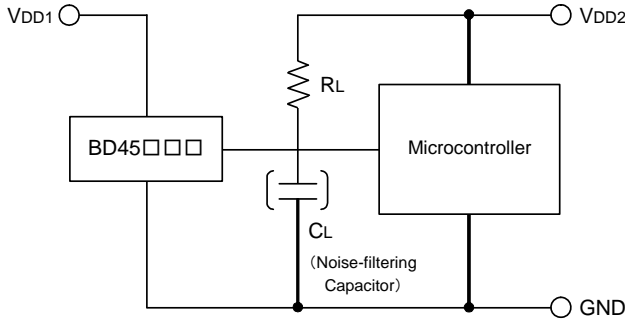 VDD1
VDD2
RL
BD45□□□
Microcontroller
CL
（Noise-filtering
Capacitor）
GND